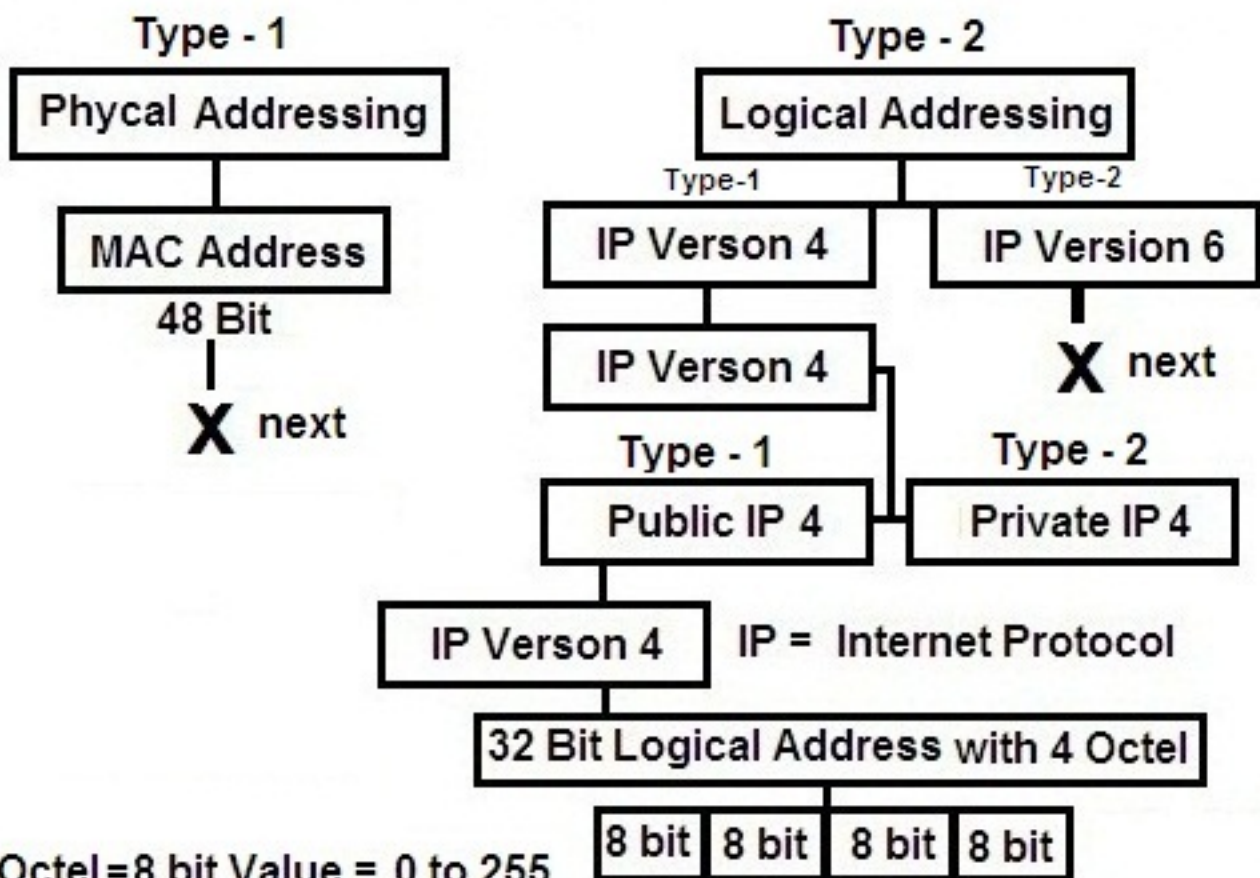 Type - 1
Type - 2
Phycal Addressing
Logical Addressing
Type-1
Type-2
MAC Address
IP Verson 4
IP Version 6
48 Bit
IP Verson 4
X next
X next
Type - 1
Type - 2
Public IP 4
Private IP 4
IP Verson 4
IP = Internet Protocol
32 Bit Logical Address with 4 Octel
8 bit
8 bit
8 bit
8 bit
Octel=8 bit Value = 0 to 255